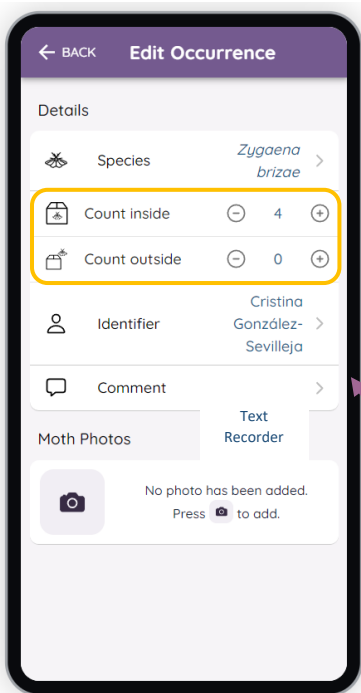 BACK Edit Occurrence
Details
Species Zygaena
brizae
Count inside 4
Count outside 0
Cristina
Identifier González-
Sevilleja
Comment
Text
Moth Photos Recorder
No photo has been added.
Press to add.